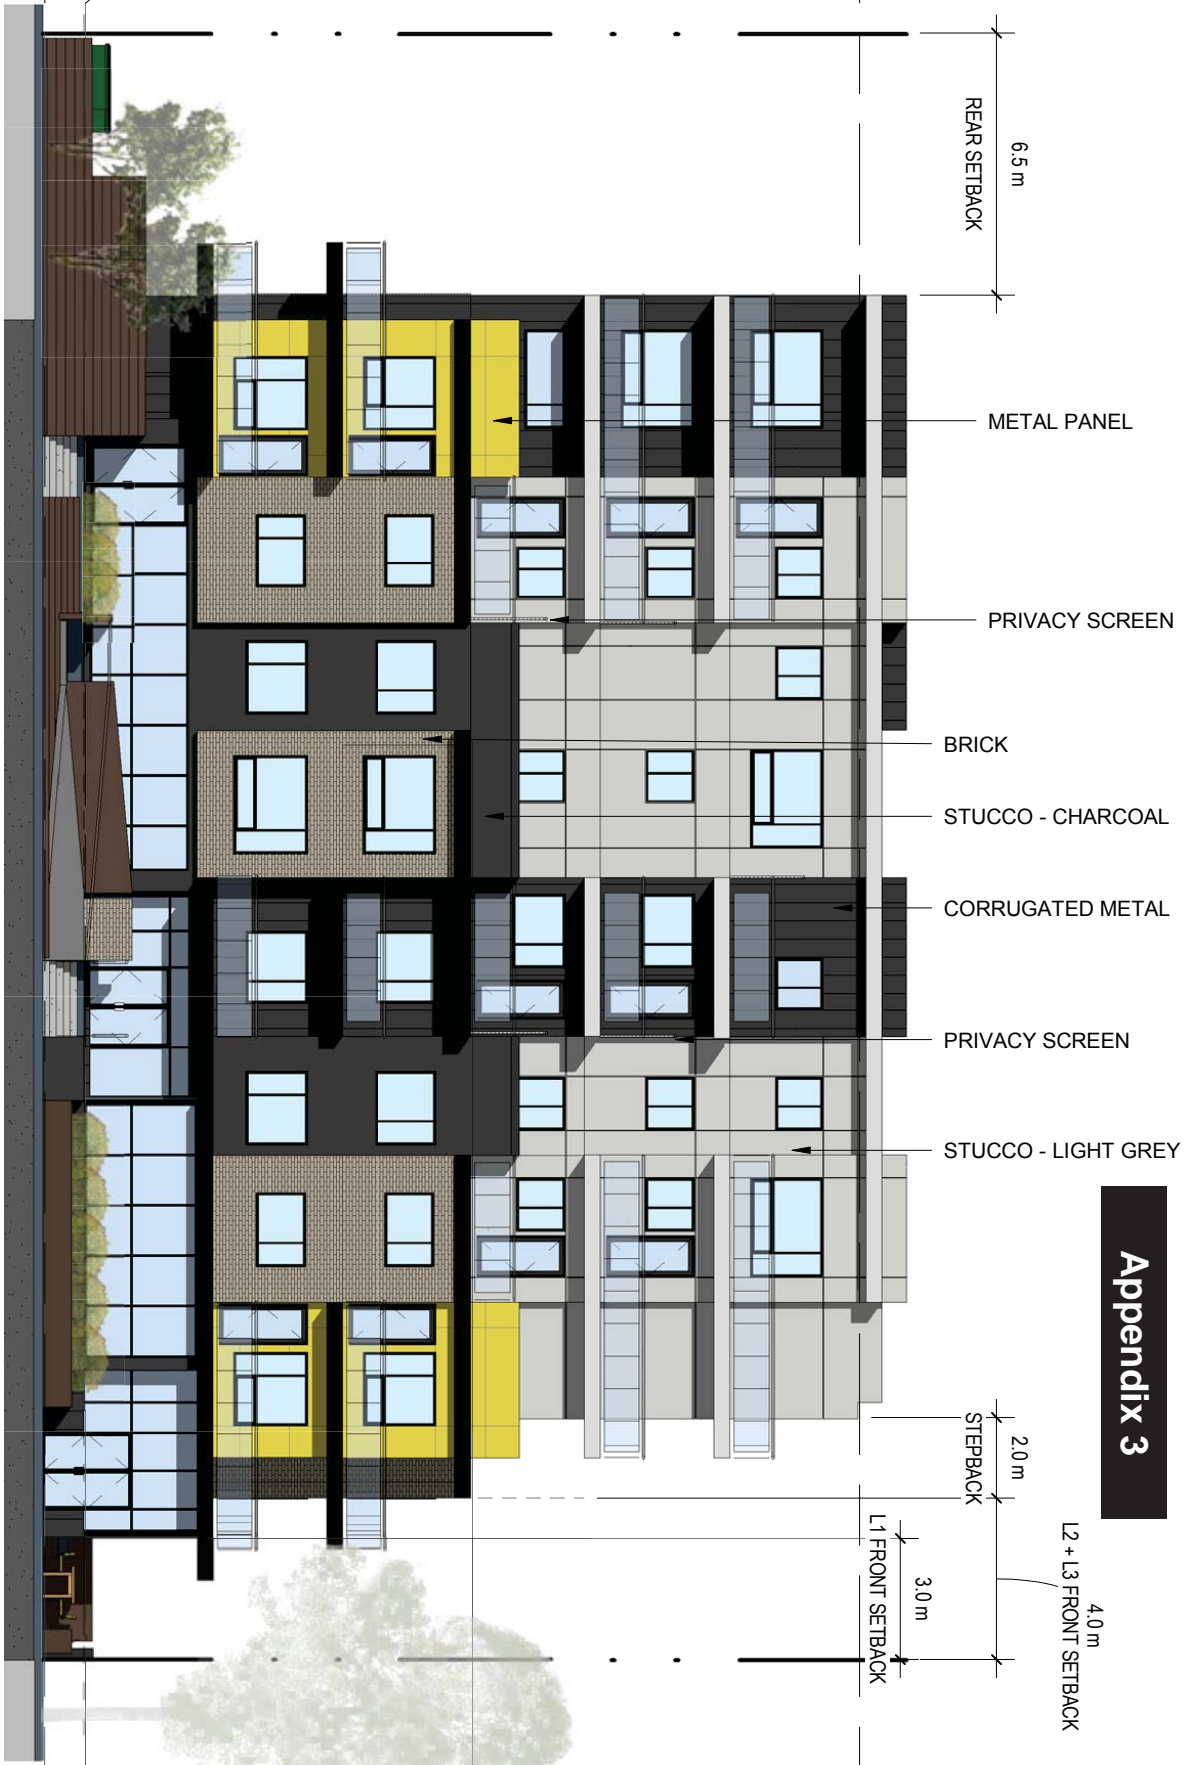 6.5 m
REAR SETBACK
METAL PANEL
PRIVACY SCREEN
BRICK
STUCCO - CHARCOAL
CORRUGATED METAL
PRIVACY SCREEN
STUCCO - LIGHT GREY
Appendix 3
2.0 m
STEPBACK
4.0 m
L2 + L3 FRONT SETBACK
3.0 m
L1 FRONT SETBACK